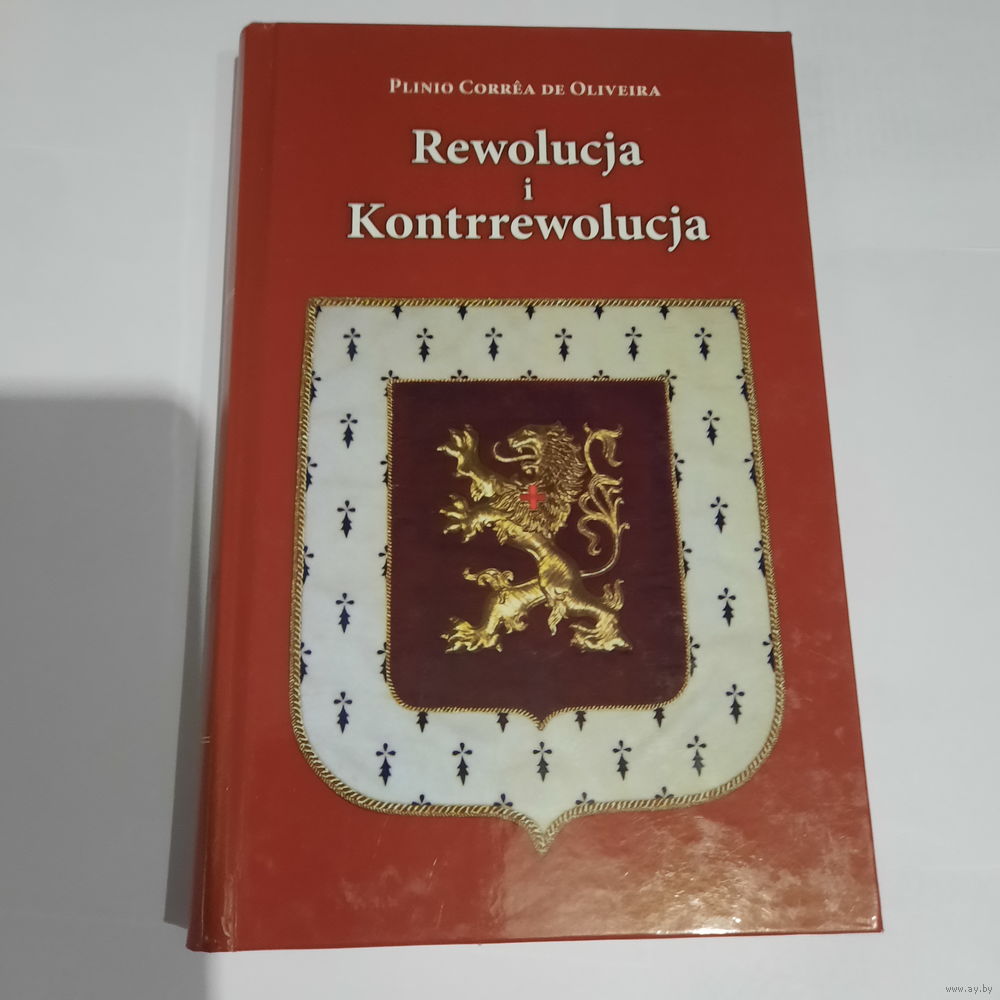 Plinio Corrêa de Oliveira
Rewolucja
i
Kontrrewolucja
www.ay.by